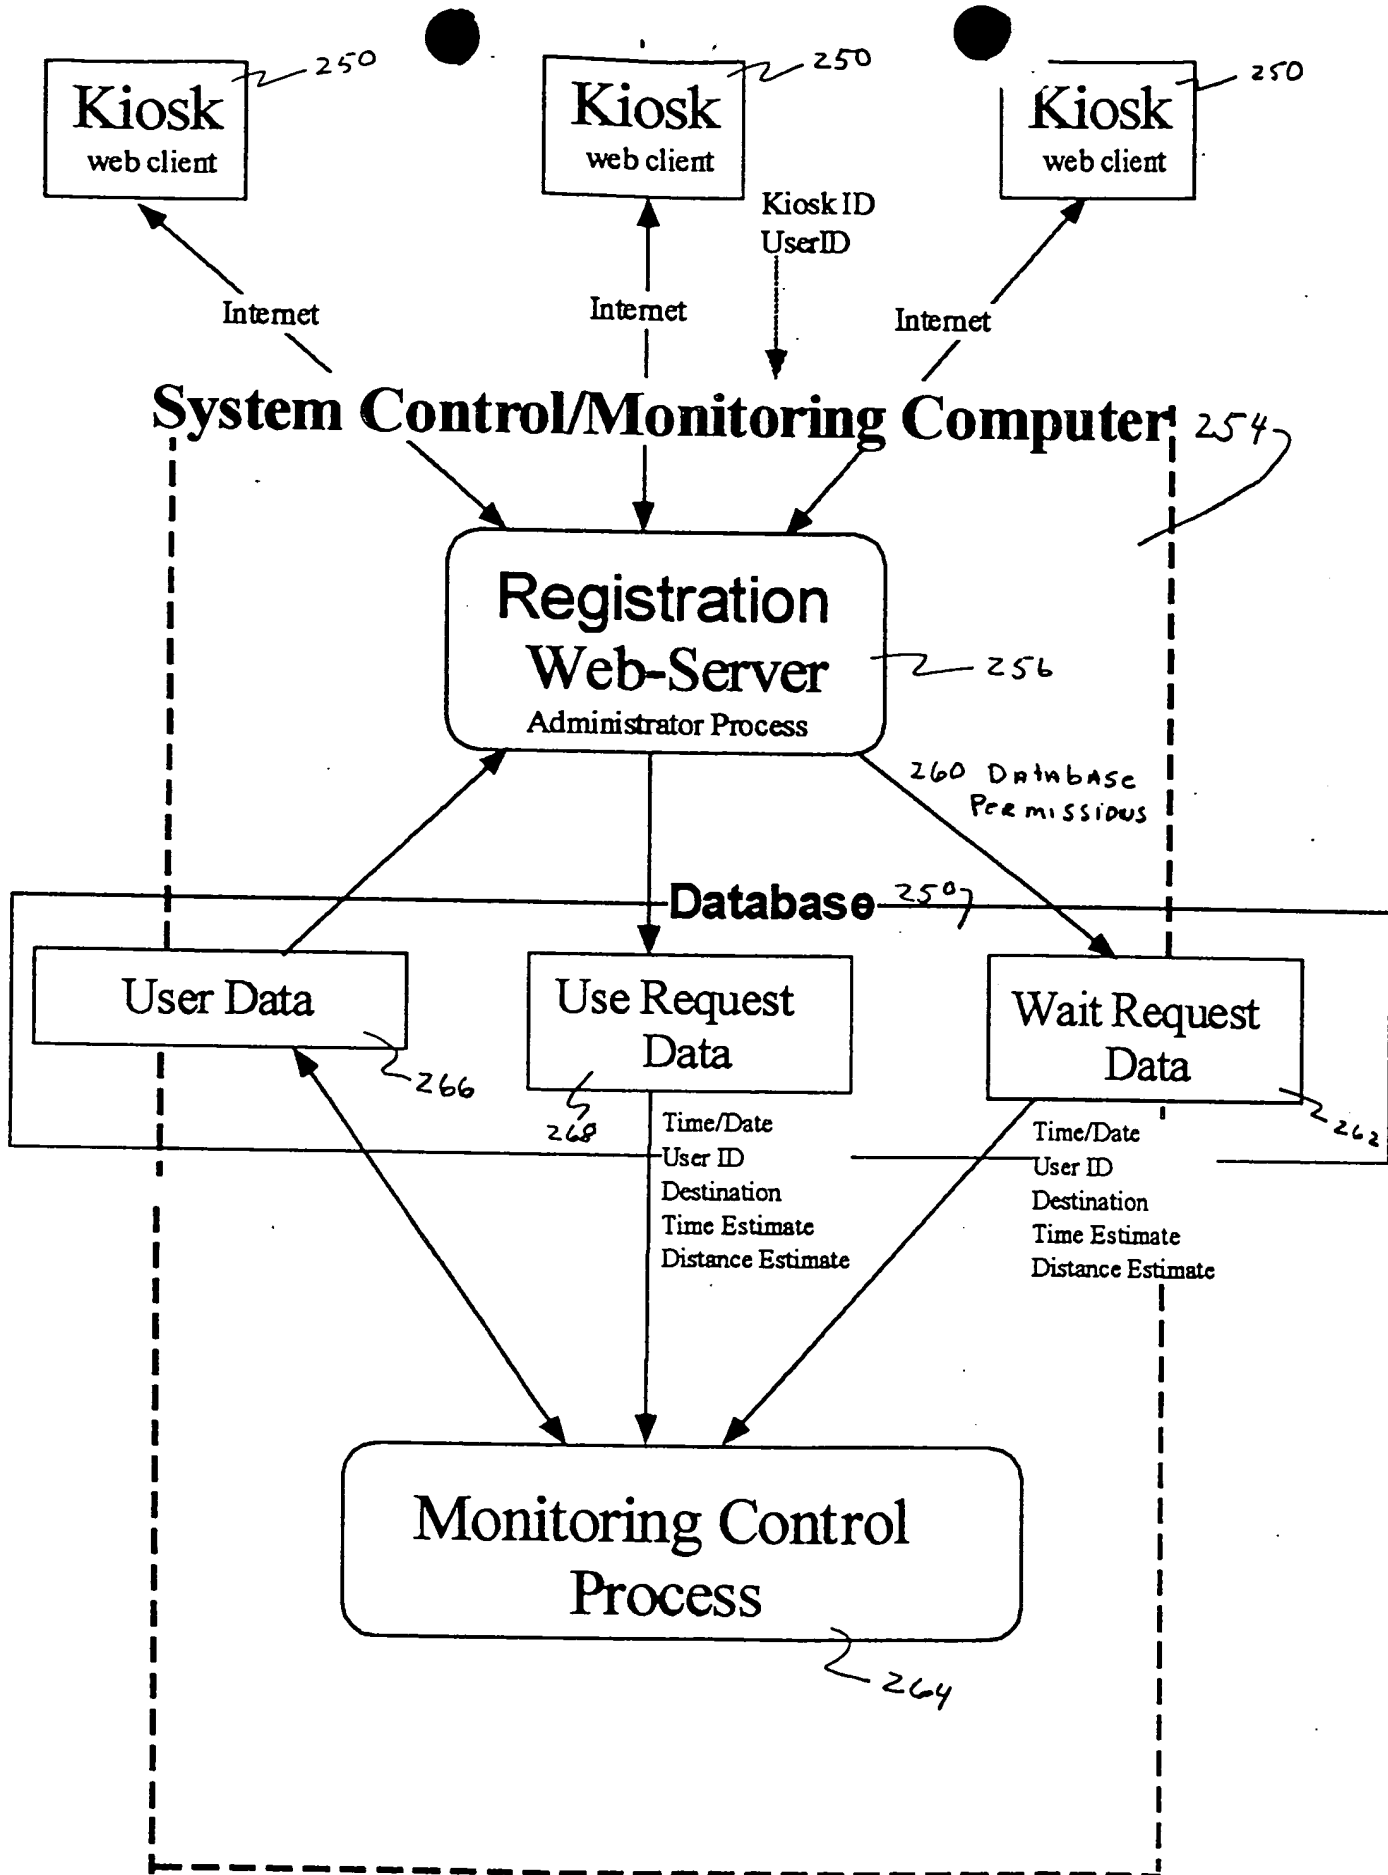 250
250
250
Kiosk
web client
Kiosk
web client
Kiosk
web client
Kiosk ID
UserID
Internet
Internet
Internet
System Control/Monitoring Computer
254
Registration
Web-Server
Administrator Process
256
260 Database
Permissions
Database
250
User Data
266
Use Request
Data
268
Wait Request
Data
262
Time/Date
User ID
Destination
Time Estimate
Distance Estimate
Time/Date
User ID
Destination
Time Estimate
Distance Estimate
Monitoring Control
Process
264